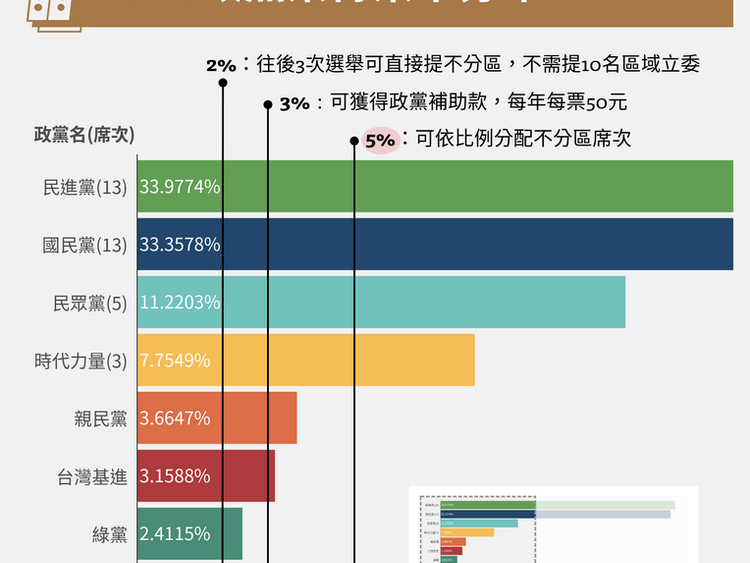 2%：往後3次選舉可直接提不分區，不需提10名區域立委
3%：可獲得政黨補助款，每年每票50元
5%：可依比例分配不分區席次
政黨名(席次)
民進黨(13) 33.9774%
國民黨(13) 33.3578%
民眾黨(5) 11.2203%
時代力量(3) 7.7549%
親民黨 3.6647%
台灣基進 3.1588%
綠黨 2.4115%